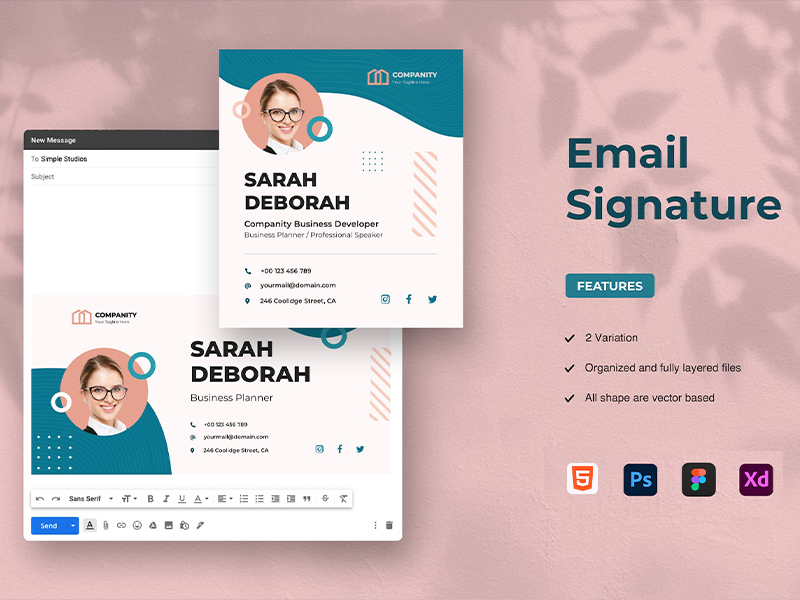 COMPANITY
Your Tagline Here
SARAH
DEBORAH
Companity Business Developer
Business Planner / Professional Speaker
+00 123 456 789
yourmail@domain.com
246 Coolidge Street, CA
New Message
To Simple Studios
Subject
COMPANITY
Your Tagline Here
SARAH
DEBORAH
Business Planner
+00 123 456 789
yourmail@domain.com
246 Coolidge Street, CA
Sans Serif
Send
Email
Signature
FEATURES
2 Variation
Organized and fully layered files
All shape are vector based
Ps
Xd